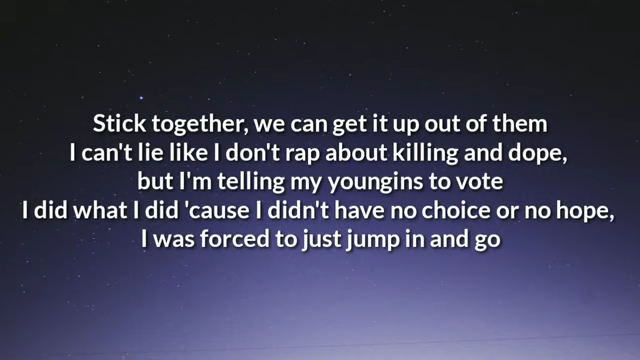 Stick together, we can get it up out of them
I can't lie like I don't rap about killing and dope,
but I'm telling my youngins to vote
I did what I did 'cause I didn't have no choice or no hope,
I was forced to just jump in and go